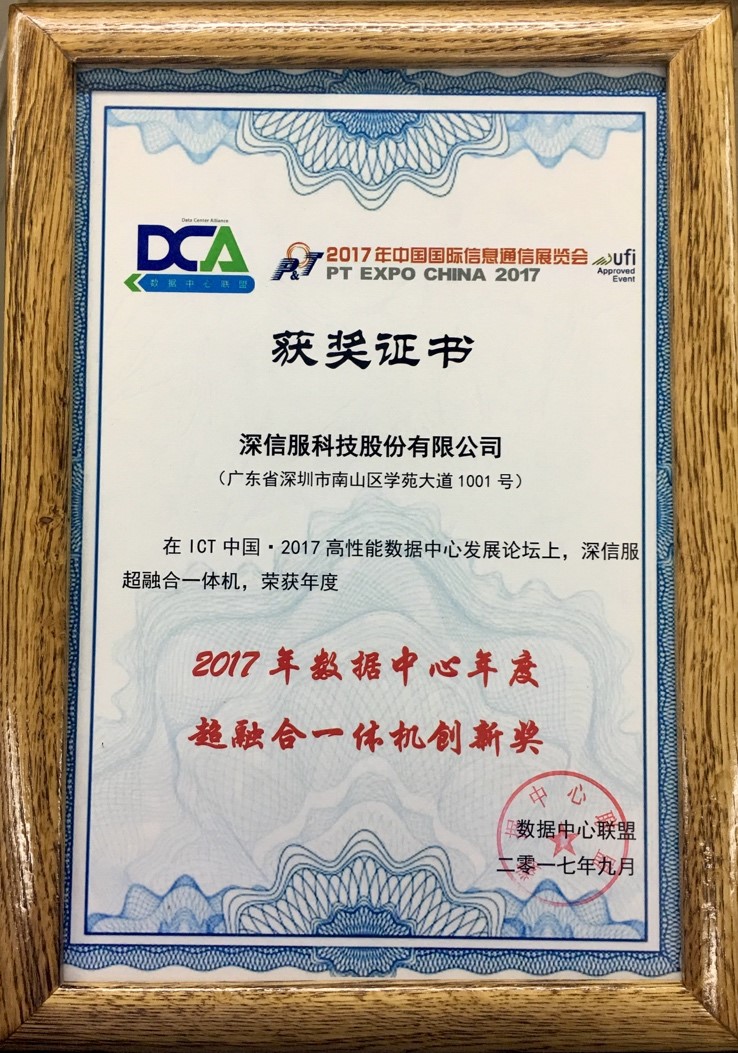 Data Center Alliance
DCA
数据中心联盟
P&T
2017年中国国际信息通信展览会
PT EXPO CHINA 2017
ufi
Approved
Event
获奖证书
深信服科技股份有限公司
（广东省深圳市南山区学苑大道1001号）
在ICT中国·2017高性能数据中心发展论坛上，深信服
超融合一体机，荣获年度
2017年数据中心年度
超融合一体机创新奖
数据中心联盟
数据中心联盟
二零一七年九月